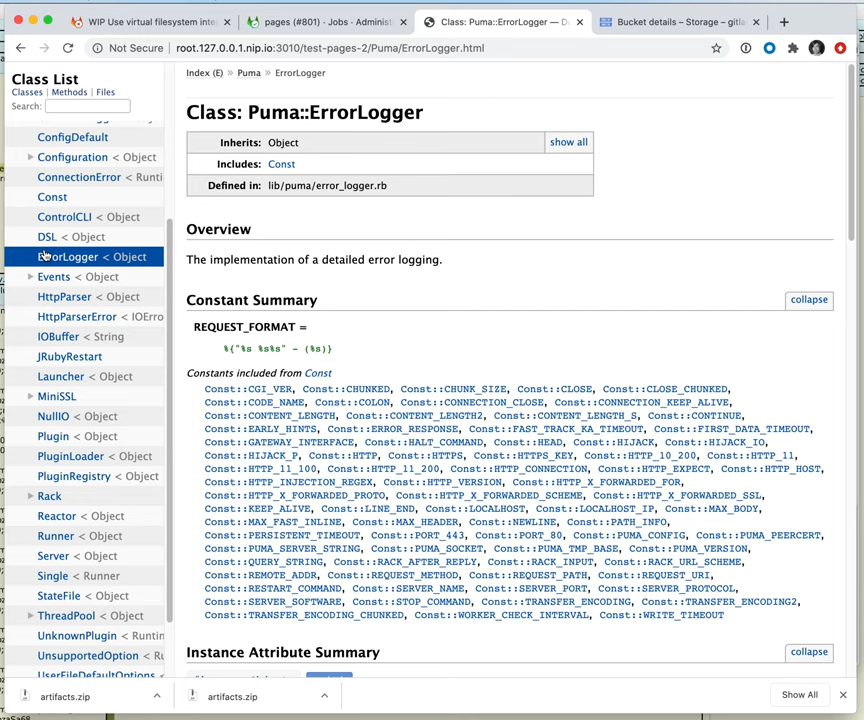 WIP Use virtual filesystem inte
pages (#801) · Jobs · Administ
Class: Puma::ErrorLogger — D
Bucket details – Storage – gitla
Not Secure
root.127.0.0.1.nip.io:3010/test-pages-2/Puma/ErrorLogger.html
Class List
Classes | Methods | Files
Search:
ConfigDefault
Configuration < Object
ConnectionError < Runti
Const
ControlCLI < Object
DSL < Object
ErrorLogger < Object
Events < Object
HttpParser < Object
HttpParserError < IOErro
IOBuffer < String
JRubyRestart
Launcher < Object
MiniSSL
NullIO < Object
Plugin < Object
PluginLoader < Object
PluginRegistry < Object
Rack
Reactor < Object
Runner < Object
Server < Object
Single < Runner
StateFile < Object
ThreadPool < Object
UnknownPlugin < Runtin
UnsupportedOption < Ru
UserFileDefaultOptions
Index (E) » Puma » ErrorLogger
Class: Puma::ErrorLogger
Inherits: Object show all
Includes: Const
Defined in: lib/puma/error_logger.rb
Overview
The implementation of a detailed error logging.
Constant Summary collapse
REQUEST_FORMAT =
%{"%s %s%s" - (%s)}
Constants included from Const
Const::CGI_VER, Const::CHUNKED, Const::CHUNK_SIZE, Const::CLOSE, Const::CLOSE_CHUNKED,
Const::CODE_NAME, Const::COLON, Const::CONNECTION_CLOSE, Const::CONNECTION_KEEP_ALIVE,
Const::CONTENT_LENGTH, Const::CONTENT_LENGTH2, Const::CONTENT_LENGTH_S, Const::CONTINUE,
Const::EARLY_HINTS, Const::ERROR_RESPONSE, Const::FAST_TRACK_KA_TIMEOUT, Const::FIRST_DATA_TIMEOUT,
Const::GATEWAY_INTERFACE, Const::HALT_COMMAND, Const::HEAD, Const::HIJACK, Const::HIJACK_IO,
Const::HIJACK_P, Const::HTTP, Const::HTTPS, Const::HTTPS_KEY, Const::HTTP_10_200, Const::HTTP_11,
Const::HTTP_11_100, Const::HTTP_11_200, Const::HTTP_CONNECTION, Const::HTTP_EXPECT, Const::HTTP_HOST,
Const::HTTP_INJECTION_REGEX, Const::HTTP_VERSION, Const::HTTP_X_FORWARDED_FOR,
Const::HTTP_X_FORWARDED_PROTO, Const::HTTP_X_FORWARDED_SCHEME, Const::HTTP_X_FORWARDED_SSL,
Const::KEEP_ALIVE, Const::LINE_END, Const::LOCALHOST, Const::LOCALHOST_IP, Const::MAX_BODY,
Const::MAX_FAST_INLINE, Const::MAX_HEADER, Const::NEWLINE, Const::PATH_INFO,
Const::PERSISTENT_TIMEOUT, Const::PORT_443, Const::PORT_80, Const::PUMA_CONFIG, Const::PUMA_PEERCERT,
Const::PUMA_SERVER_STRING, Const::PUMA_SOCKET, Const::PUMA_TMP_BASE, Const::PUMA_VERSION,
Const::QUERY_STRING, Const::RACK_AFTER_REPLY, Const::RACK_INPUT, Const::RACK_URL_SCHEME,
Const::REMOTE_ADDR, Const::REQUEST_METHOD, Const::REQUEST_PATH, Const::REQUEST_URI,
Const::RESTART_COMMAND, Const::SERVER_NAME, Const::SERVER_PORT, Const::SERVER_PROTOCOL,
Const::SERVER_SOFTWARE, Const::STOP_COMMAND, Const::TRANSFER_ENCODING, Const::TRANSFER_ENCODING2,
Const::TRANSFER_ENCODING_CHUNKED, Const::WORKER_CHECK_INTERVAL, Const::WRITE_TIMEOUT
Instance Attribute Summary collapse
artifacts.zip
artifacts.zip
Show All